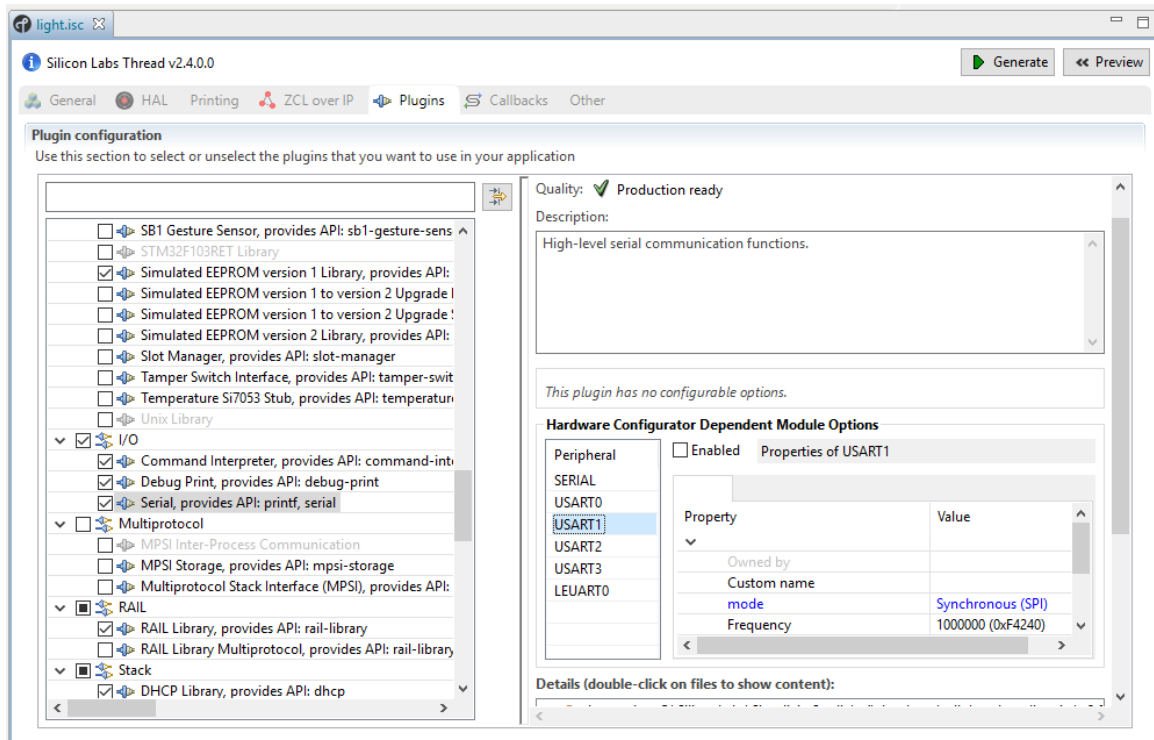 light.isc
Silicon Labs Thread v2.4.0.0
Generate
Preview
General HAL Printing ZCL over IP Plugins Callbacks Other
Plugin configuration
Use this section to select or unselect the plugins that you want to use in your application
SB1 Gesture Sensor, provides API: sb1-gesture-sens
STM32F103RET Library
Simulated EEPROM version 1 Library, provides API:
Simulated EEPROM version 1 to version 2 Upgrade
Simulated EEPROM version 1 to version 2 Upgrade
Simulated EEPROM version 2 Library, provides API:
Slot Manager, provides API: slot-manager
Tamper Switch Interface, provides API: tamper-swit
Temperature Si7053 Stub, provides API: temperature
Unix Library
I/O
Command Interpreter, provides API: command-inte
Debug Print, provides API: debug-print
Serial, provides API: printf, serial
Multiprotocol
MPSI Inter-Process Communication
MPSI Storage, provides API: mpsi-storage
Multiprotocol Stack Interface (MPSI), provides API:
RAIL
RAIL Library, provides API: rail-library
RAIL Library Multiprotocol, provides API: rail-library
Stack
DHCP Library, provides API: dhcp
Quality: Production ready
Description:
High-level serial communication functions.
This plugin has no configurable options.
Hardware Configurator Dependent Module Options
Peripheral
SERIAL
USART0
USART1
USART2
USART3
LEUART0
Enabled Properties of USART1
Property Value
Owned by
Custom name
mode Synchronous (SPI)
Frequency 1000000 (0xF4240)
Details (double-click on files to show content):